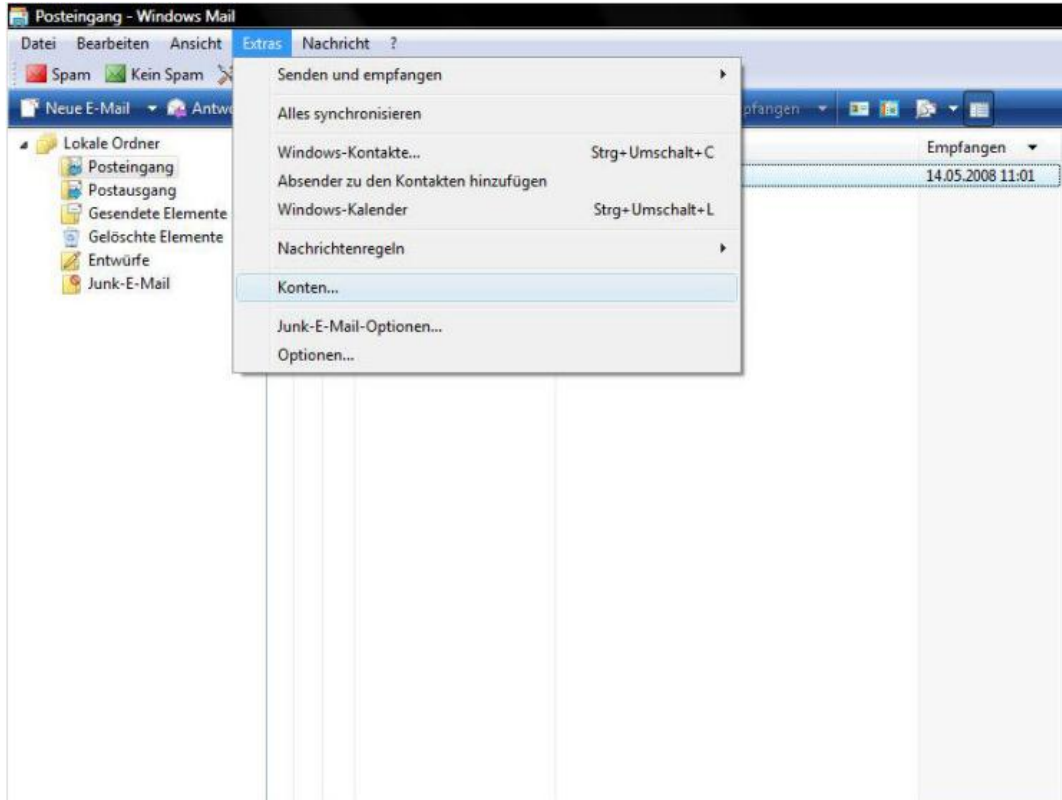 Posteingang - Windows Mail
Datei Bearbeiten Ansicht Extras Nachricht ?
Spam Kein Spam
Neue E-Mail
Lokale Ordner
Posteingang
Postausgang
Gesendete Elemente
Gelöschte Elemente
Entwürfe
Junk-E-Mail
Senden und empfangen
Alles synchronisieren
Windows-Kontakte... Strg+Umschalt+C
Absender zu den Kontakten hinzufügen
Windows-Kalender Strg+Umschalt+L
Nachrichtenregeln
Konten...
Junk-E-Mail-Optionen...
Optionen...
Empfangen
14.05.2008 11:01